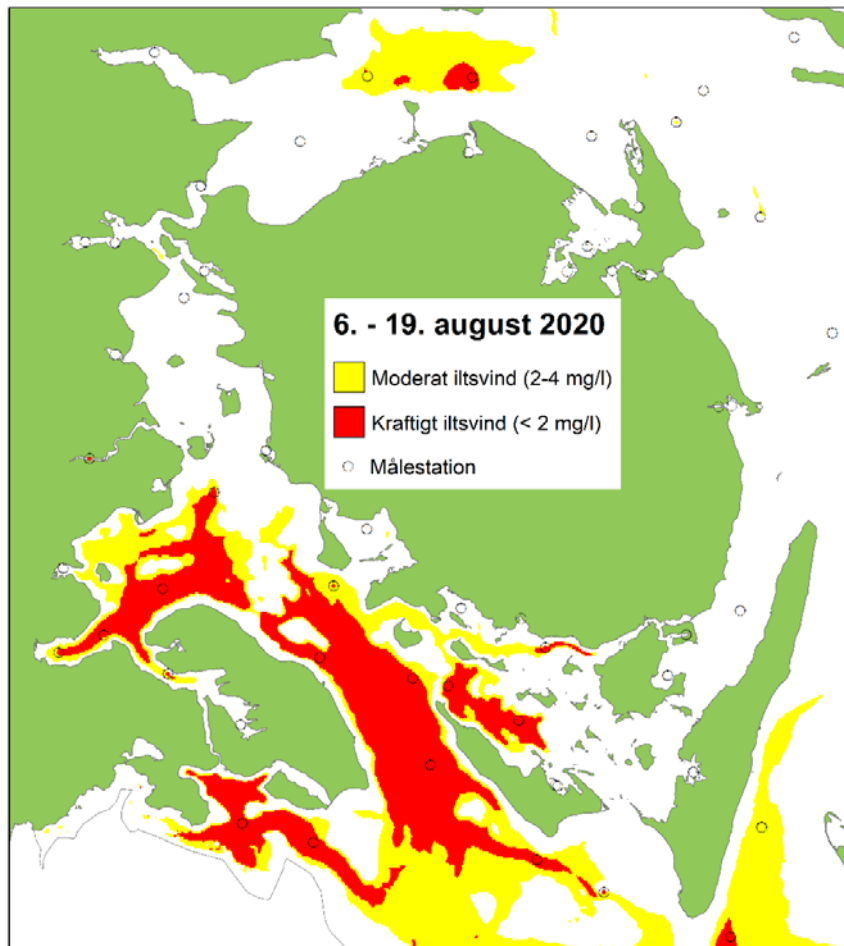 6. - 19. august 2020
Moderat iltsvind (2-4 mg/l)
Kraftigt iltsvind (< 2 mg/l)
Målestation